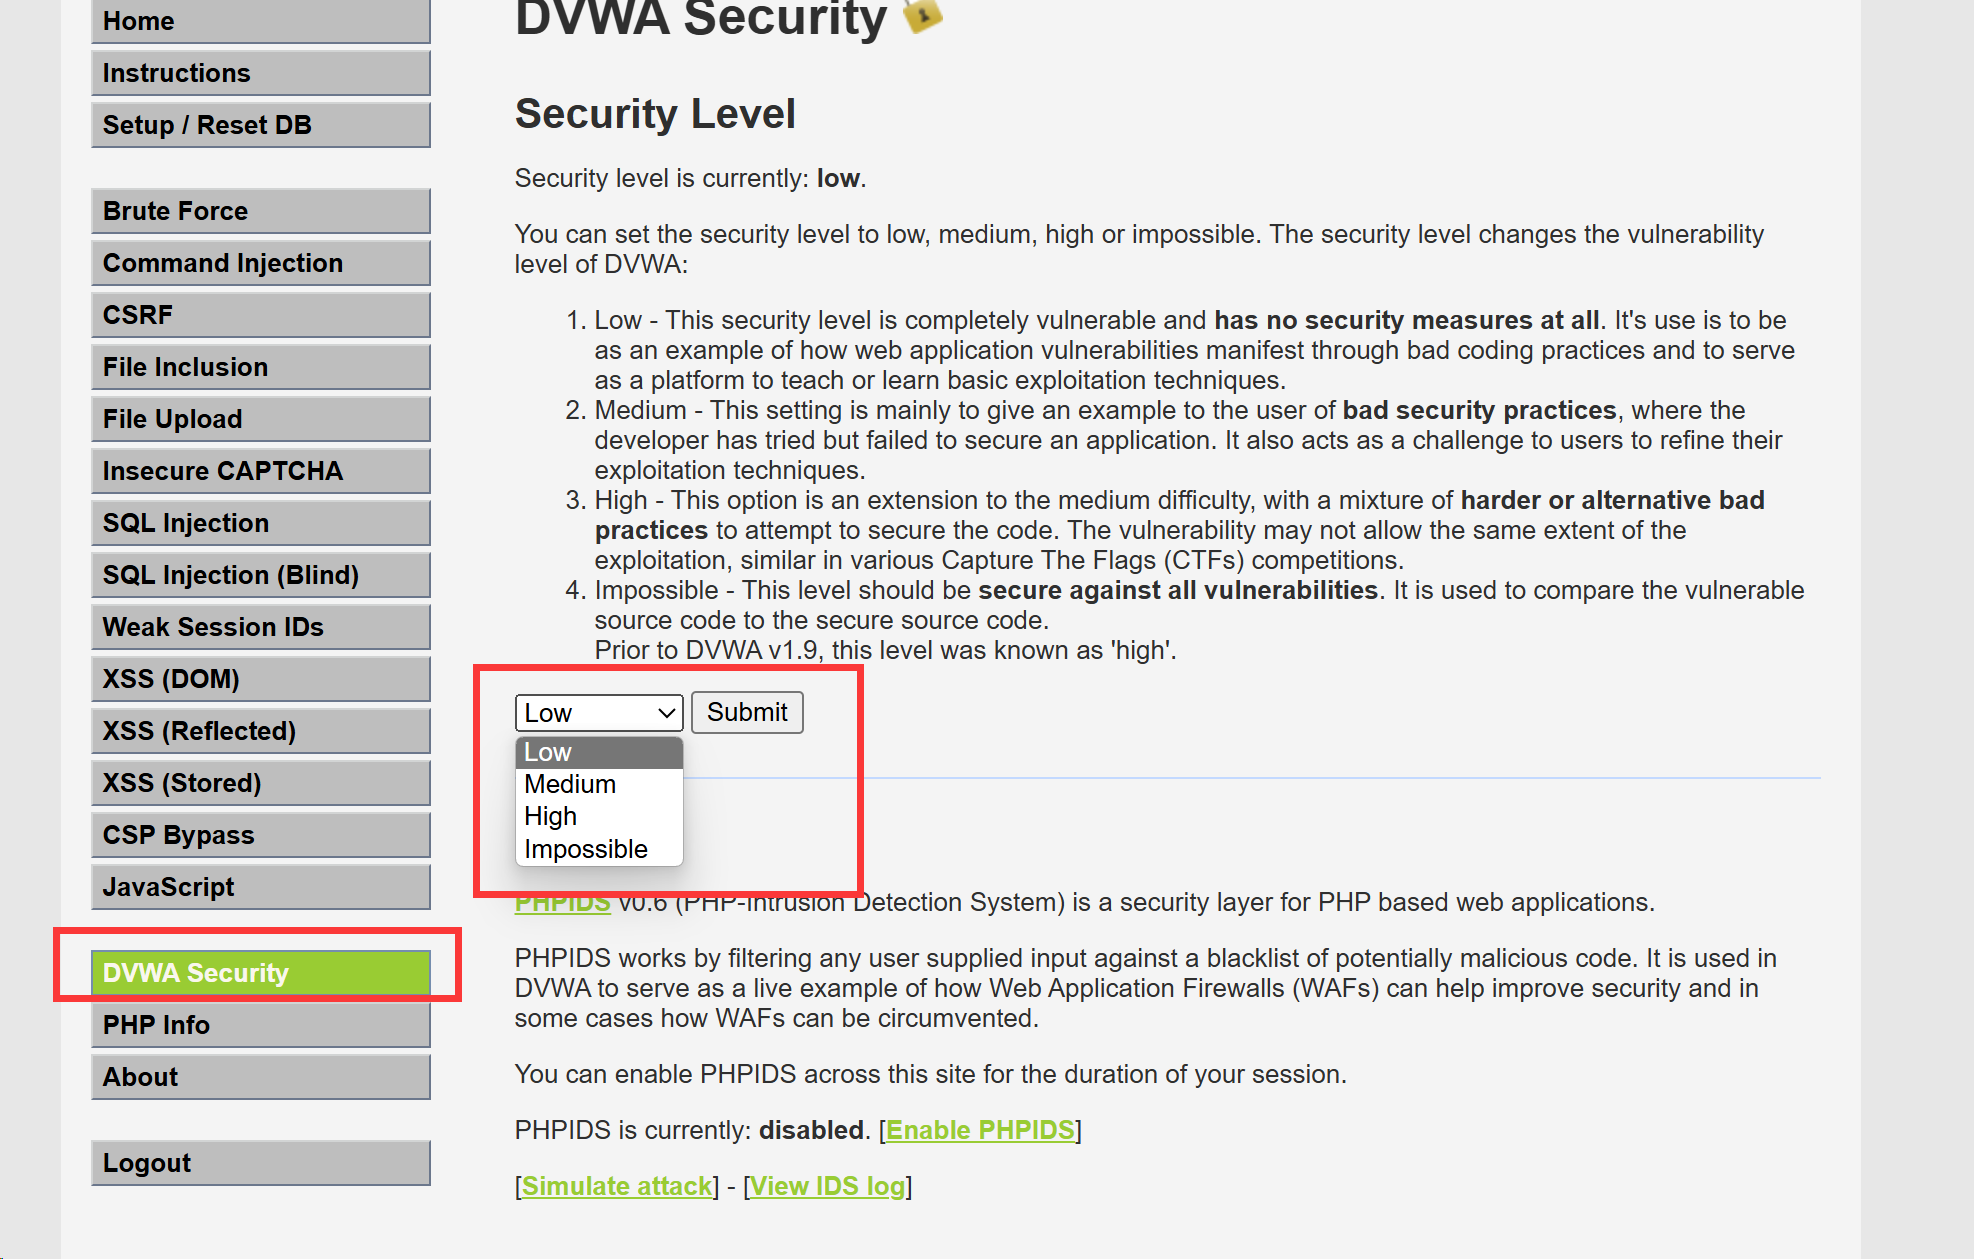 Home
Instructions
Setup / Reset DB
Brute Force
Command Injection
CSRF
File Inclusion
File Upload
Insecure CAPTCHA
SQL Injection
SQL Injection (Blind)
Weak Session IDs
XSS (DOM)
XSS (Reflected)
XSS (Stored)
CSP Bypass
JavaScript
DVWA Security
PHP Info
About
Logout
DVWA Security
Security Level
Security level is currently: low.
You can set the security level to low, medium, high or impossible. The security level changes the vulnerability
level of DVWA:
1. Low - This security level is completely vulnerable and has no security measures at all. It's use is to be
as an example of how web application vulnerabilities manifest through bad coding practices and to serve
as a platform to teach or learn basic exploitation techniques.
2. Medium - This setting is mainly to give an example to the user of bad security practices, where the
developer has tried but failed to secure an application. It also acts as a challenge to users to refine their
exploitation techniques.
3. High - This option is an extension to the medium difficulty, with a mixture of harder or alternative bad
practices to attempt to secure the code. The vulnerability may not allow the same extent of the
exploitation, similar in various Capture The Flags (CTFs) competitions.
4. Impossible - This level should be secure against all vulnerabilities. It is used to compare the vulnerable
source code to the secure source code.
Prior to DVWA v1.9, this level was known as 'high'.
Low Submit
Low
Medium
High
Impossible
PHPIDS v0.6 (PHP-Intrusion Detection System) is a security layer for PHP based web applications.
PHPIDS works by filtering any user supplied input against a blacklist of potentially malicious code. It is used in
DVWA to serve as a live example of how Web Application Firewalls (WAFs) can help improve security and in
some cases how WAFs can be circumvented.
You can enable PHPIDS across this site for the duration of your session.
PHPIDS is currently: disabled. [Enable PHPIDS]
[Simulate attack] - [View IDS log]